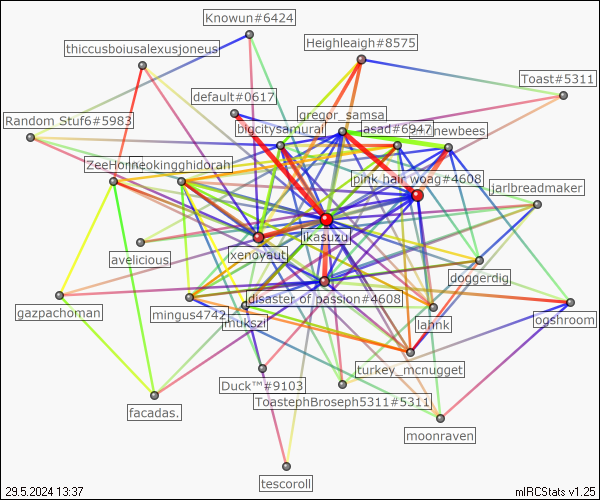 Knowun#6424
Heighleaigh#8575
thiccusboiusalexusjoneus
Toast#5311
default#0617
gregor_samsa
Random Stuf6#5983
bigcitysamurai
asad#6947
newbees
ZeeHorne
neokingghidorah
pink hair woag#4608
jarlbreadmaker
ikasuzu
avelicious
xenoyaut
doggerdig
disaster of passion#4608
gazpachoman
mingus4742
mukszi
lahnk
ogshroom
turkey_mcnugget
Duck™#9103
ToastephBroseph5311#5311
facadas.
moonraven
tescoroll
29.5.2024 13:37
mIRCStats v1.25